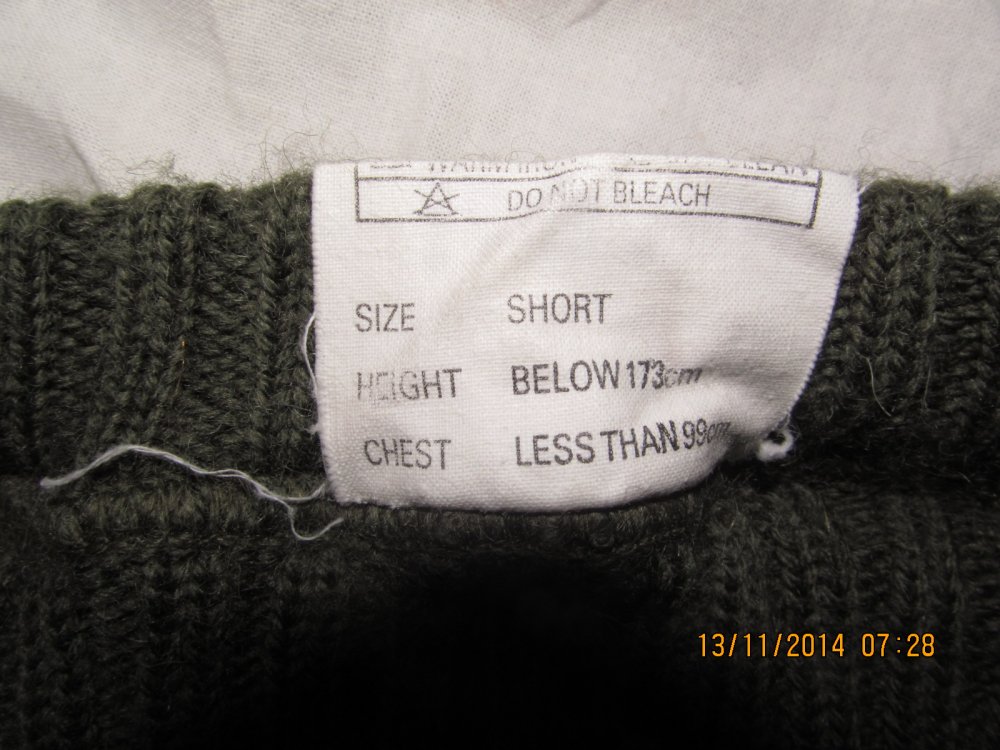 DO NOT BLEACH
SIZE SHORT
HEIGHT BELOW 173cm
CHEST LESS THAN 99cm
13/11/2014 07:28